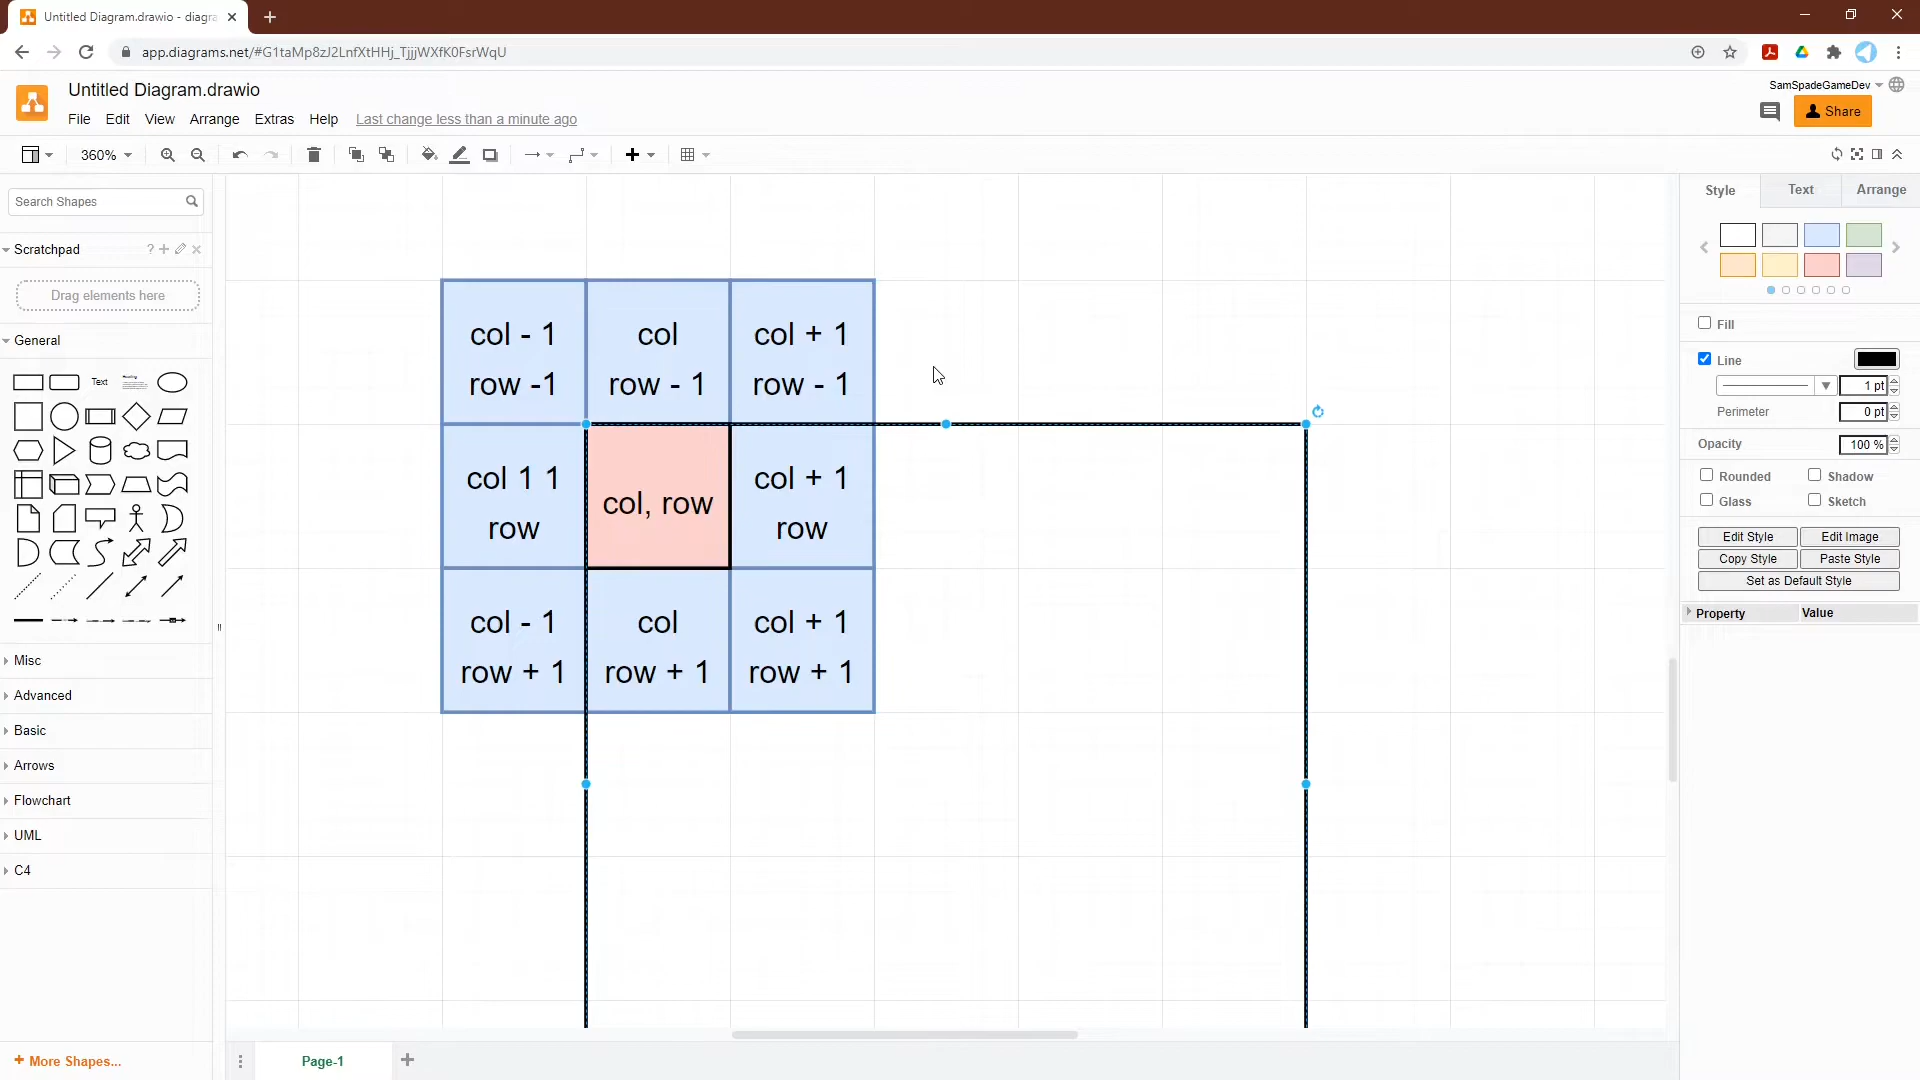 Untitled Diagram.drawio - diagra
app.diagrams.net/#G1taMp8zJ2LnfXtHHj_TjjjWXfK0FsrWqU
Untitled Diagram.drawio
SamSpadeGameDev
File Edit View Arrange Extras Help Last change less than a minute ago
Share
360%
Search Shapes
Scratchpad
?
Drag elements here
General
Text
Heading
Misc
Advanced
Basic
Arrows
Flowchart
UML
C4
+ More Shapes...
col - 1
row -1
col
row - 1
col + 1
row - 1
col 1 1
row
col, row
col + 1
row
col - 1
row + 1
col
row + 1
col + 1
row + 1
Page-1
Style Text Arrange
Fill
Line
1 pt
Perimeter 0 pt
Opacity 100 %
Rounded Shadow
Glass Sketch
Edit Style Edit Image
Copy Style Paste Style
Set as Default Style
Property Value